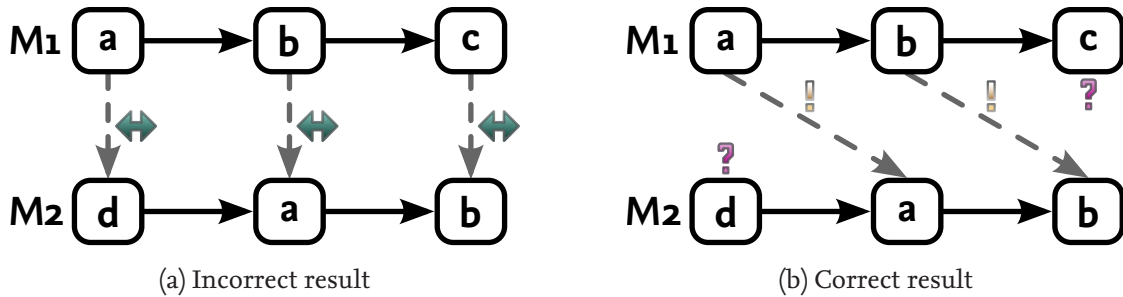 M1 a b c
M2 d a b
(a) Incorrect result
M1 a b c
! ! ?
?
M2 d a b
(b) Correct result